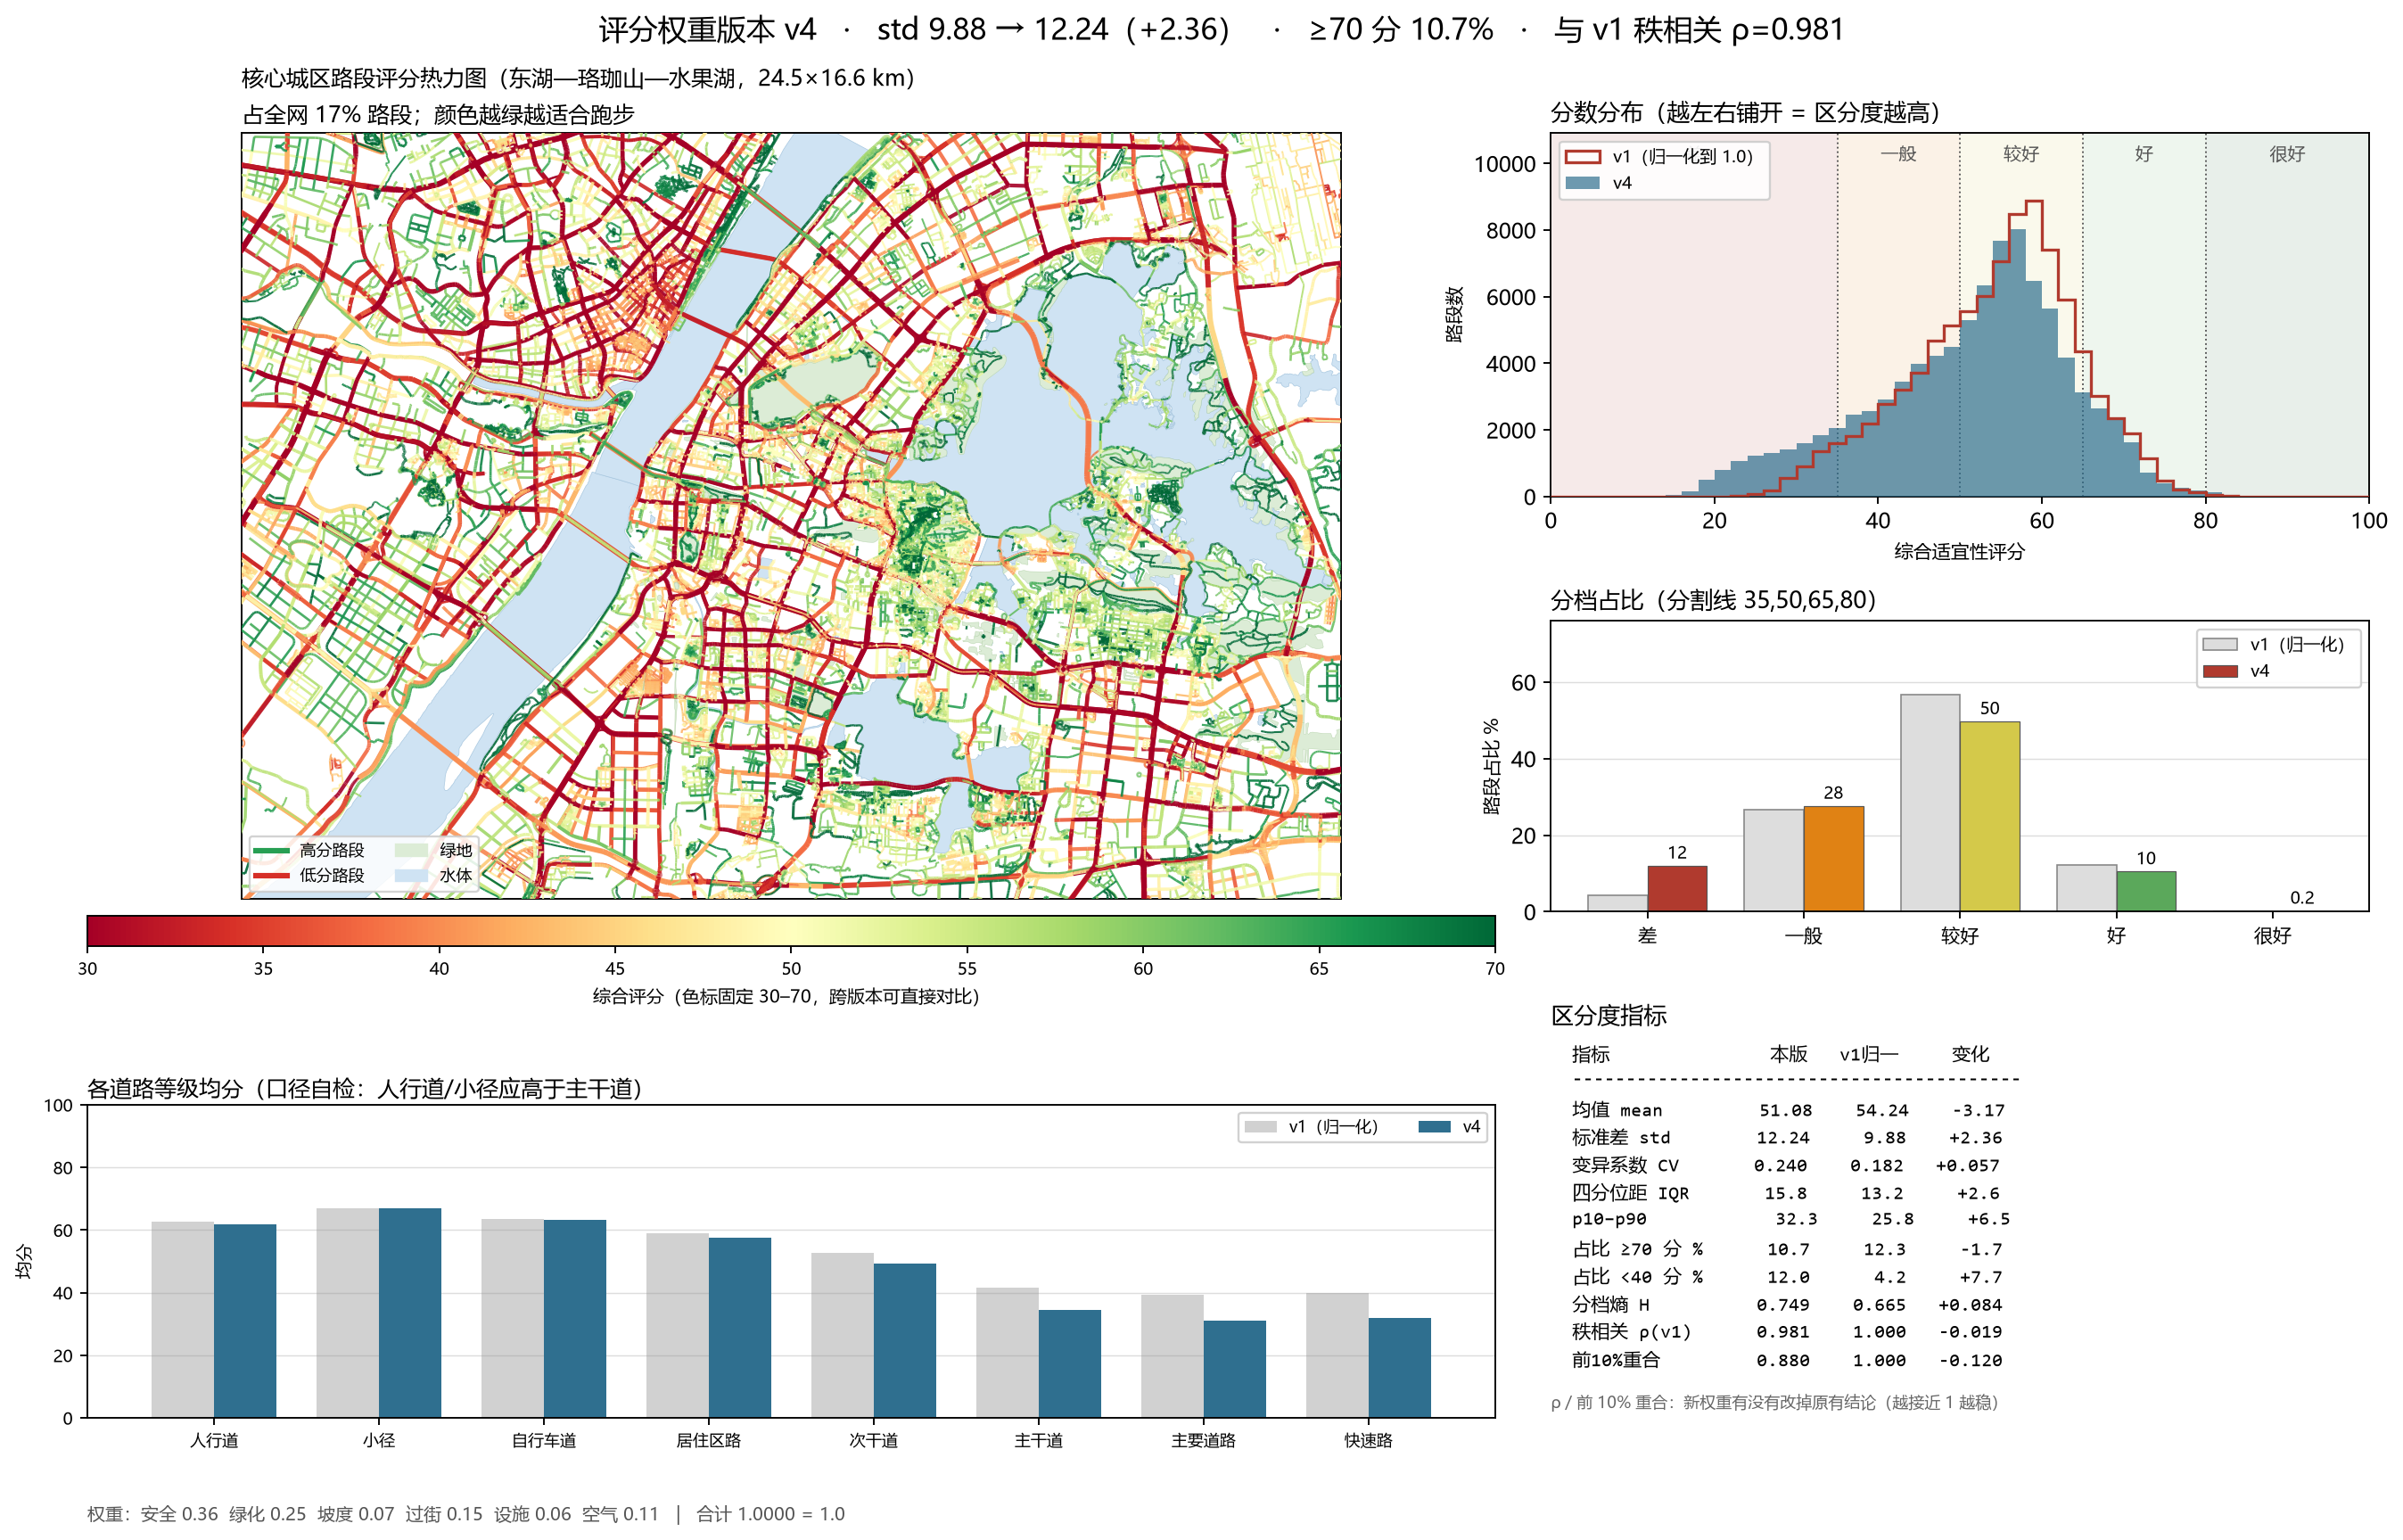 评分权重版本 v4 · std 9.88 → 12.24（+2.36） · ≥70 分 10.7% · 与 v1 秩相关 ρ=0.981
核心城区路段评分热力图（东湖—珞珈山—水果湖，24.5×16.6 km）
占全网 17% 路段；颜色越绿越适合跑步
高分路段 绿地
低分路段 水体
30 35 40 45 50 55 60 65 70
综合评分（色标固定 30–70，跨版本可直接对比）
分数分布（越左右铺开 = 区分度越高）
v1（归一化到 1.0）
v4
一般 较好 好 很好
10000
8000
6000
4000
2000
0
路段数
0 20 40 60 80 100
综合适宜性评分
分档占比（分割线 35,50,65,80）
v1（归一化）
v4
60
40
20
0
路段占比 %
12 28 50 10 0.2
差 一般 较好 好 很好
各道路等级均分（口径自检：人行道/小径应高于主干道）
v1（归一化） v4
100
80
60
40
20
0
均分
人行道 小径 自行车道 居住区路 次干道 主干道 主要道路 快速路
区分度指标
指标 本版 v1归一 变化
---------------------------------------------
均值 mean 51.08 54.24 -3.17
标准差 std 12.24 9.88 +2.36
变异系数 CV 0.240 0.182 +0.057
四分位距 IQR 15.8 13.2 +2.6
p10–p90 32.3 25.8 +6.5
占比 ≥70 分 % 10.7 12.3 -1.7
占比 <40 分 % 12.0 4.2 +7.7
分档熵 H 0.749 0.665 +0.084
秩相关 ρ(v1) 0.981 1.000 -0.019
前10%重合 0.880 1.000 -0.120
ρ / 前 10% 重合：新权重有没有改掉原有结论（越接近 1 越稳）
权重：安全 0.36 绿化 0.25 坡度 0.07 过街 0.15 设施 0.06 空气 0.11 | 合计 1.0000 = 1.0